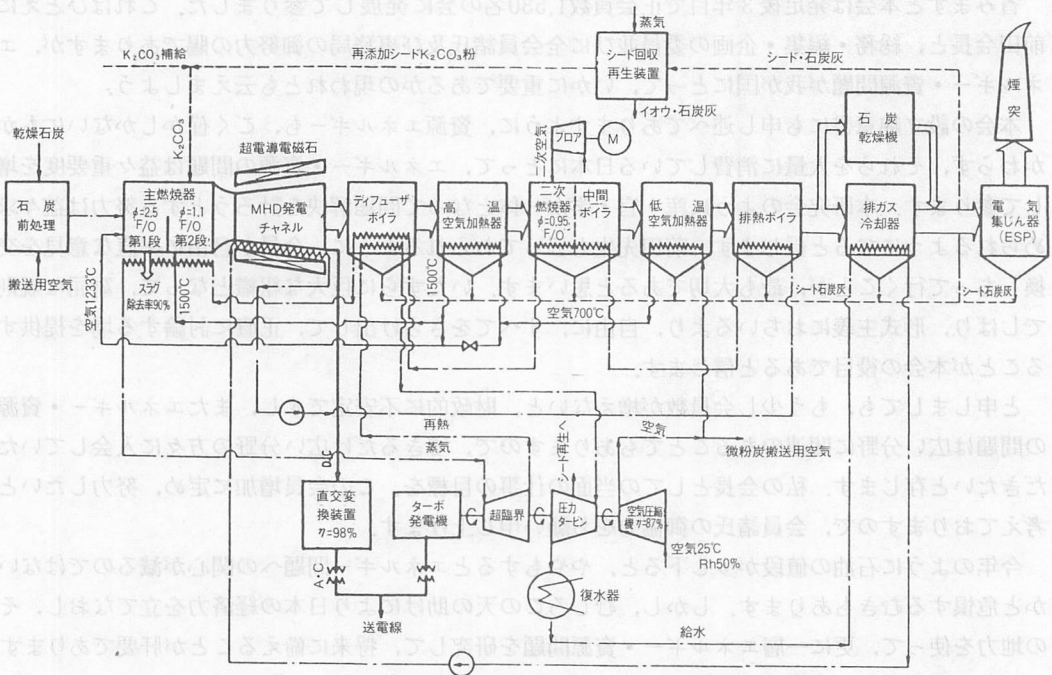 蒸気
K₂CO₃補給
再添加シードK₂CO₃粉
シード回収
再生装置
シード・石炭灰
イオウ・石炭灰
煙突
乾燥石炭
K₂CO₃
超電導電磁石
二次空気
ブロア
M
石炭
乾燥機
石炭
前処理
主燃焼器
φ=2.5
F/O
第1段
φ=1.1
F/O
第2段
MHD発電
チャネル
ディフューザ
ボイラ
高温
空気加熱器
二次
燃焼器
φ=0.95
F/O
中間
ボイラ
低温
空気加熱器
排熱ボイラ
排ガス
冷却器
電気
集じん器
(ESP)
搬送用空気
空気1233℃
スラグ
除去率90%
1500℃
1500℃
シード石炭灰
シード石炭灰
空気700℃
再熱
蒸気
シード再生へ
空気
微粉炭搬送用空気
D.C
直交変
換装置
η=98%
ターボ
発電機
超臨界
C
圧力
タービン
C
空気圧縮
機 η=87%
空気25℃
Rh50%
A・C
送電線
復水器
給水